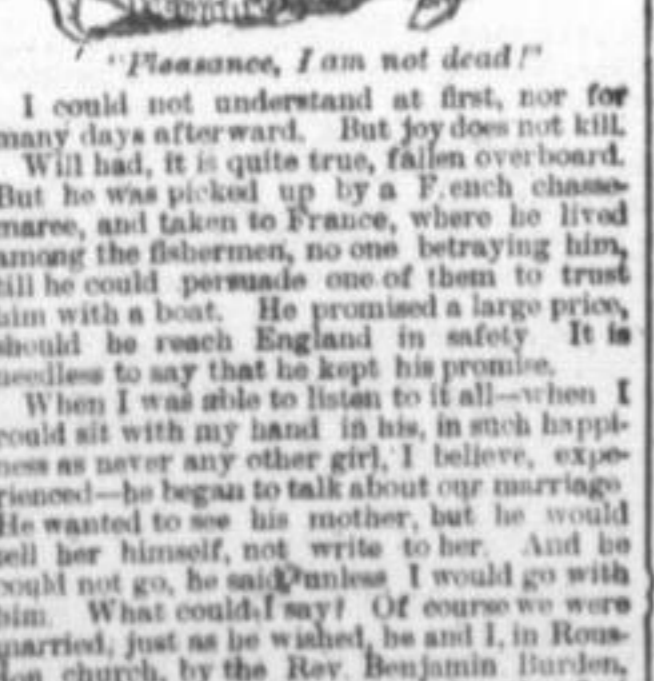 "Pleasance, I am not dead!"
I could not understand at first, nor for
many days afterward. But joy does not kill.
Will had, it is quite true, fallen overboard.
But he was picked up by a F.ench chasse-
maree, and taken to France, where he lived
among the fishermen, no one betraying him,
till he could persuade one of them to trust
him with a boat. He promised a large price,
should he reach England in safety It is
needless to say that he kept his promise.
When I was able to listen to it all—when I
could sit with my hand in his, in such happi-
ness as never any other girl, I believe, expe-
rienced—he began to talk about our marriage
He wanted to see his mother, but he would
tell her himself, not write to her. And he
could not go, he said, unless I would go with
him. What could I say? Of course we were
married, just as he wished, he and I, in Rous-
don church, by the Rev. Benjamin Burden,